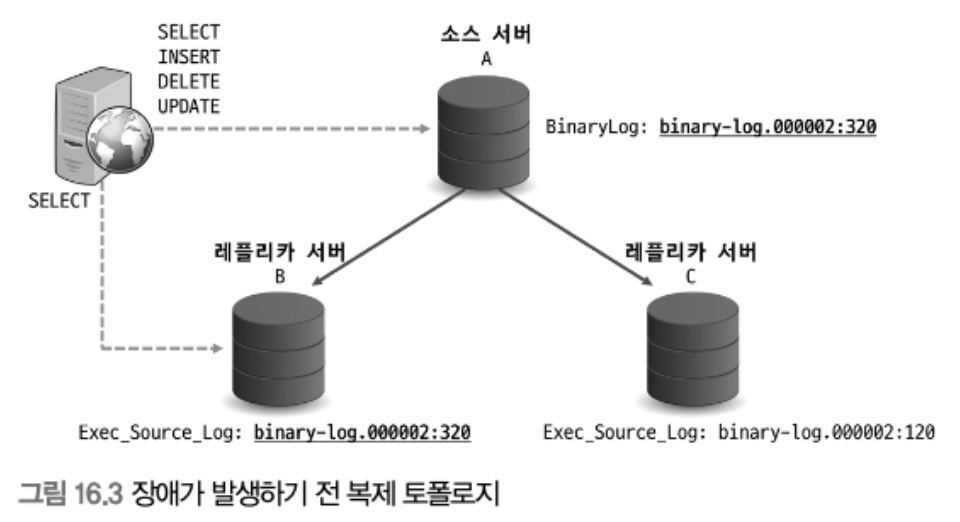 SELECT
INSERT
DELETE
UPDATE
소스 서버
A
BinaryLog: binary-log.000002:320
SELECT
레플리카 서버
B
레플리카 서버
C
Exec_Source_Log: binary-log.000002:320
Exec_Source_Log: binary-log.000002:120
그림 16.3 장애가 발생하기 전 복제 토폴로지